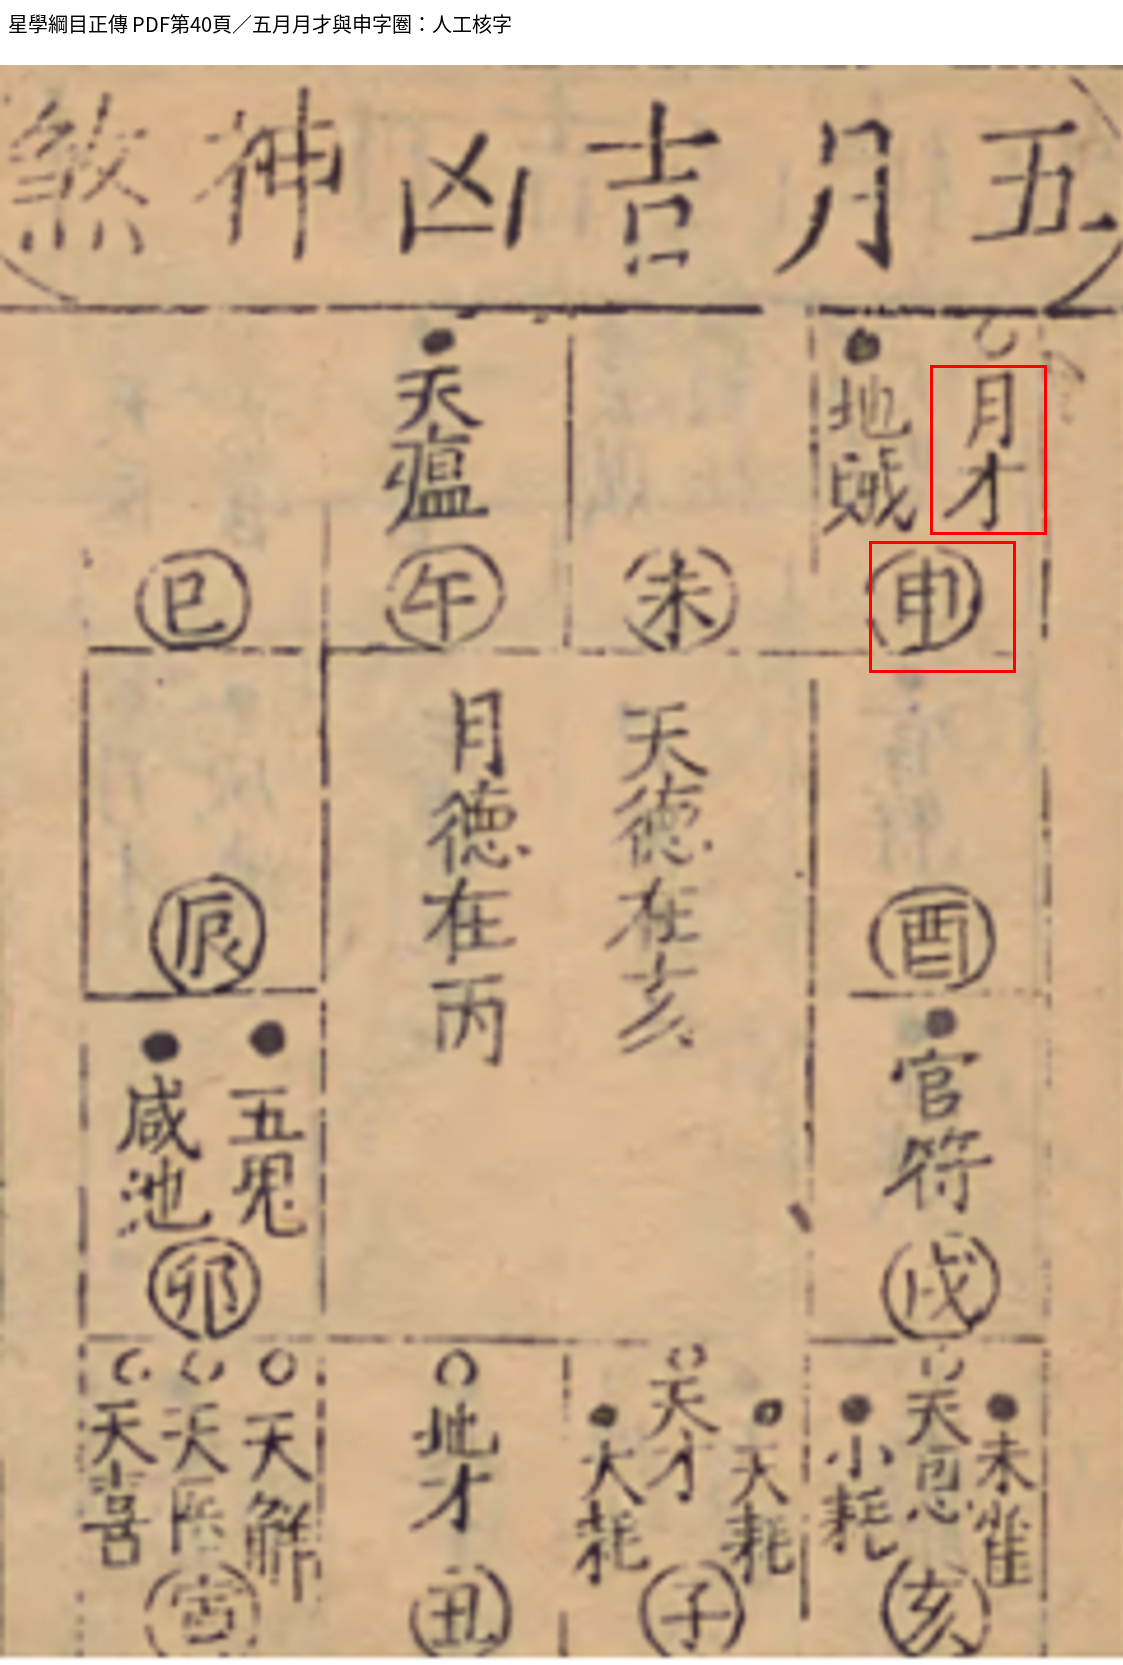 星學綱目正傳 PDF第40頁／五月月才與申字圈：人工核字
五月吉凶神煞
月才
地賊
申
未
天瘟
午
巳
酉
辰
天德在亥
月德在丙
官符
戌
五鬼
咸池
卯
朱雀
天恩
小耗
亥
天耗
天才
大耗
子
地才
丑
天解
天医
天喜
寅